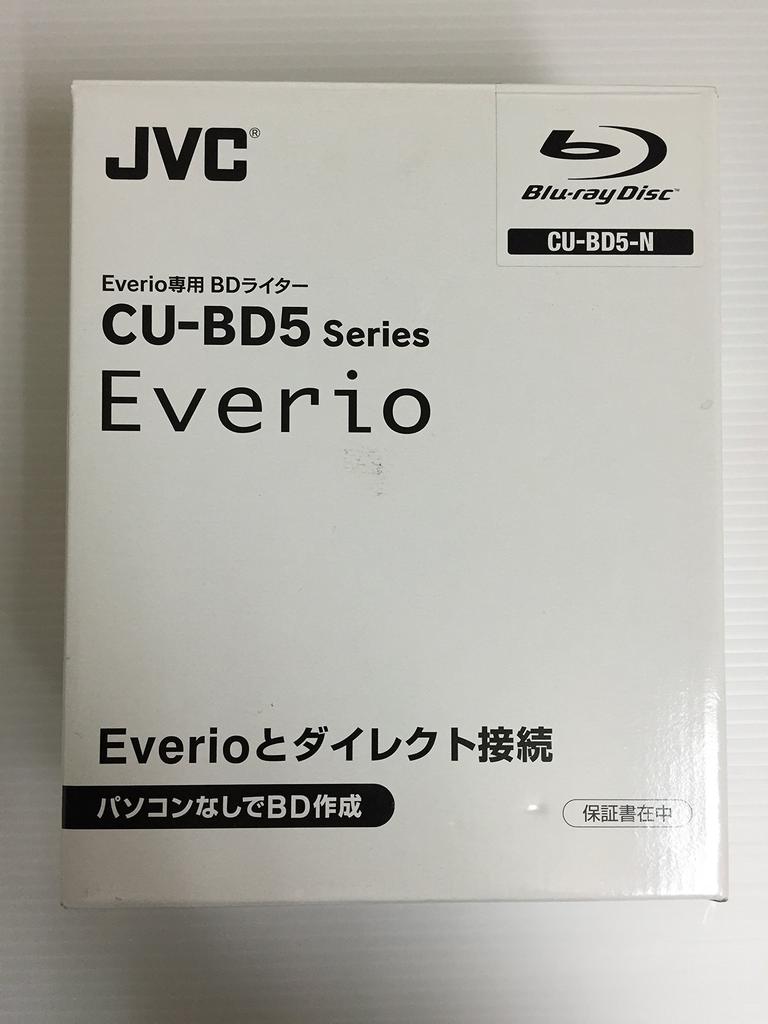 JVC®
Blu-ray Disc™
CU-BD5-N
Everio専用 BDライター
CU-BD5 Series
Everio
Everioとダイレクト接続
パソコンなしでBD作成
保証書在中